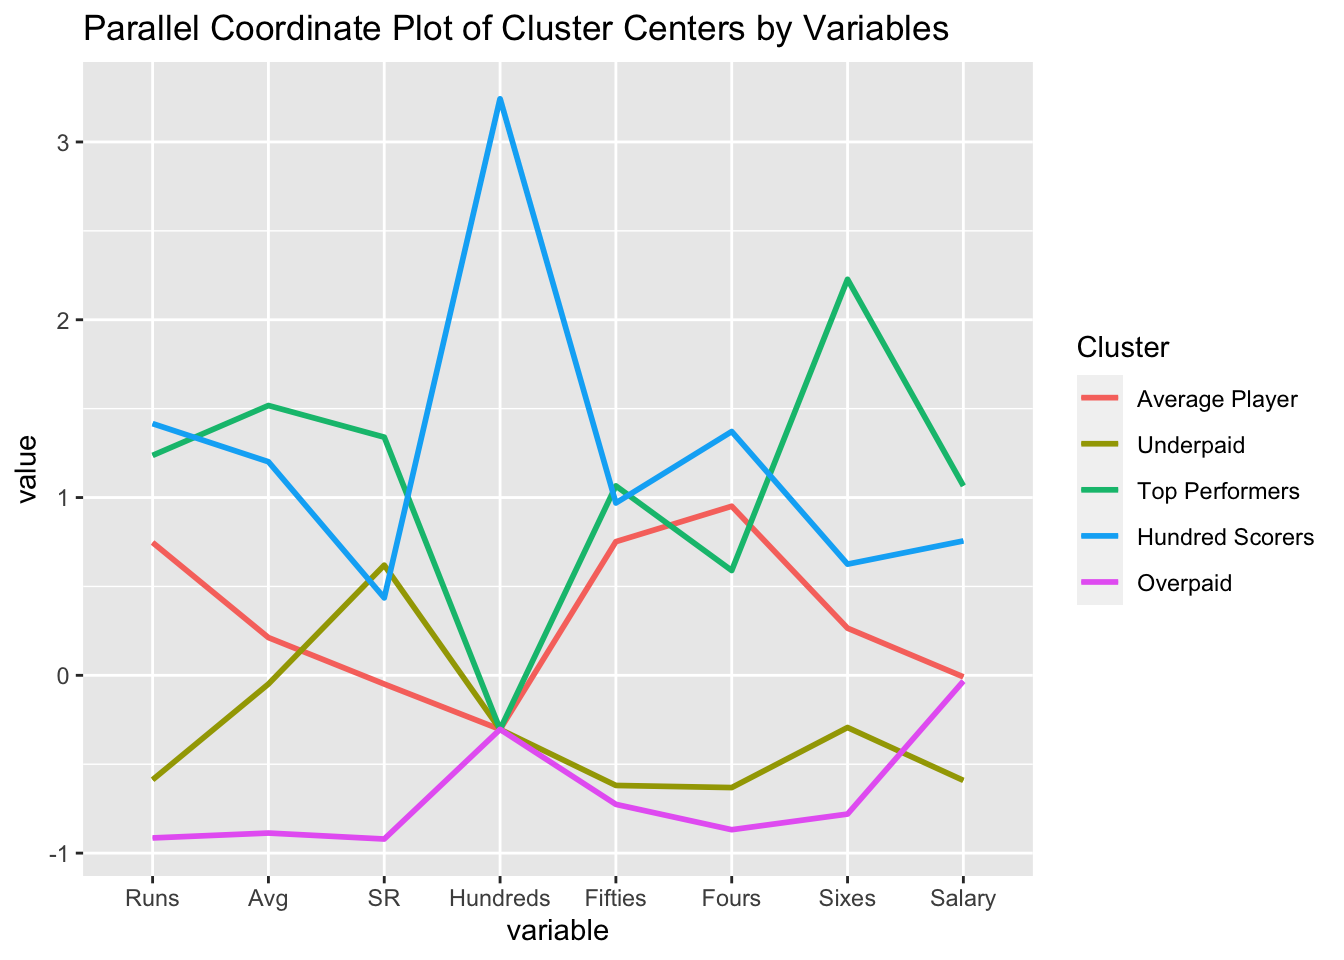 Parallel Coordinate Plot of Cluster Centers by Variables
value
3
2
1
0
-1
Runs Avg SR Hundreds Fifties Fours Sixes Salary
variable
Cluster
Average Player
Underpaid
Top Performers
Hundred Scorers
Overpaid